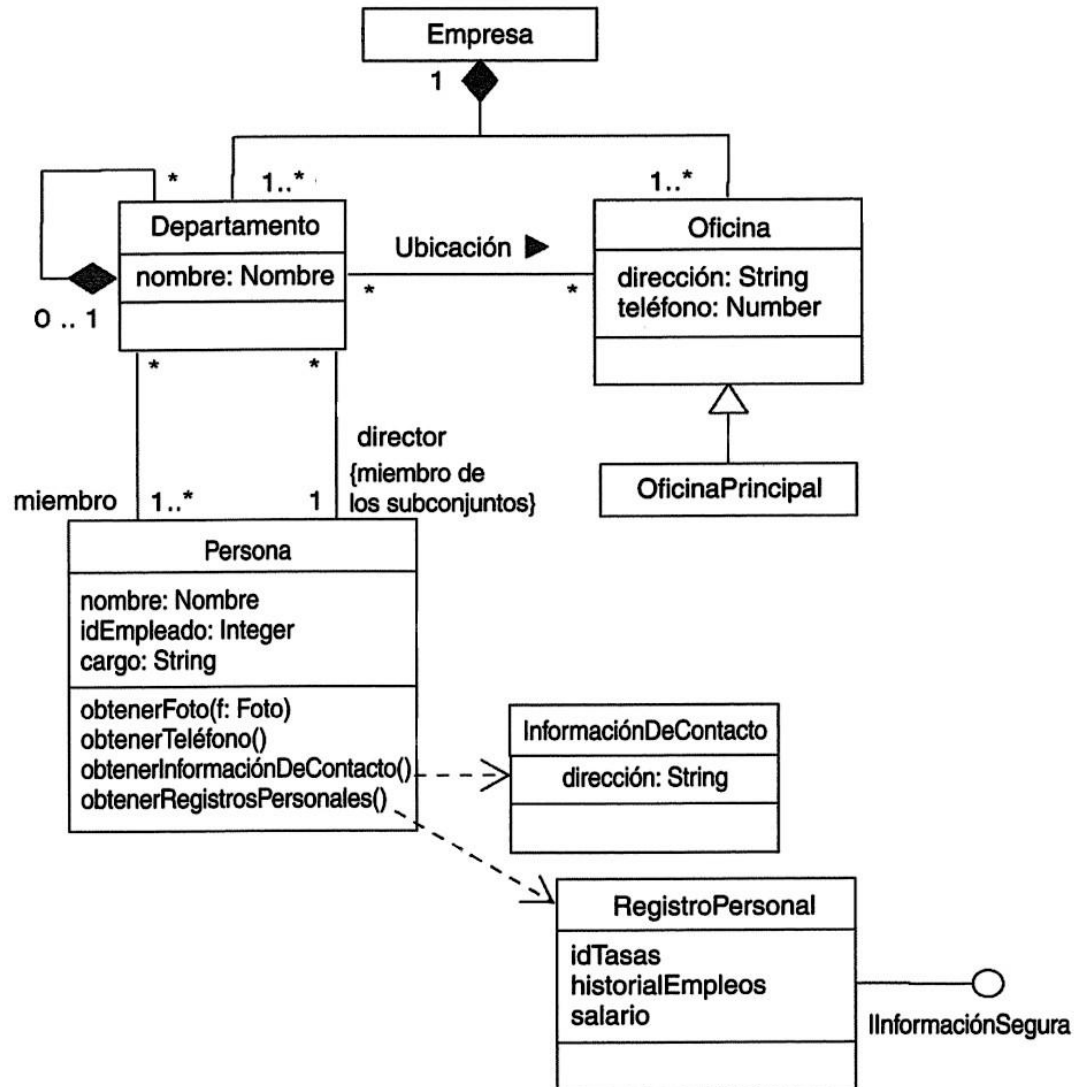 Empresa
1
*
1..*
1..*
Departamento
nombre: Nombre
0 .. 1
Ubicación ▶
*
*
Oficina
dirección: String
teléfono: Number
*
*
director
{miembro de
los subconjuntos}
miembro
1..*
1
OficinaPrincipal
Persona
nombre: Nombre
idEmpleado: Integer
cargo: String
obtenerFoto(f: Foto)
obtenerTeléfono()
obtenerInformaciónDeContacto()
obtenerRegistrosPersonales()
InformaciónDeContacto
dirección: String
RegistroPersonal
idTasas
historialEmpleos
salario
IInformaciónSegura